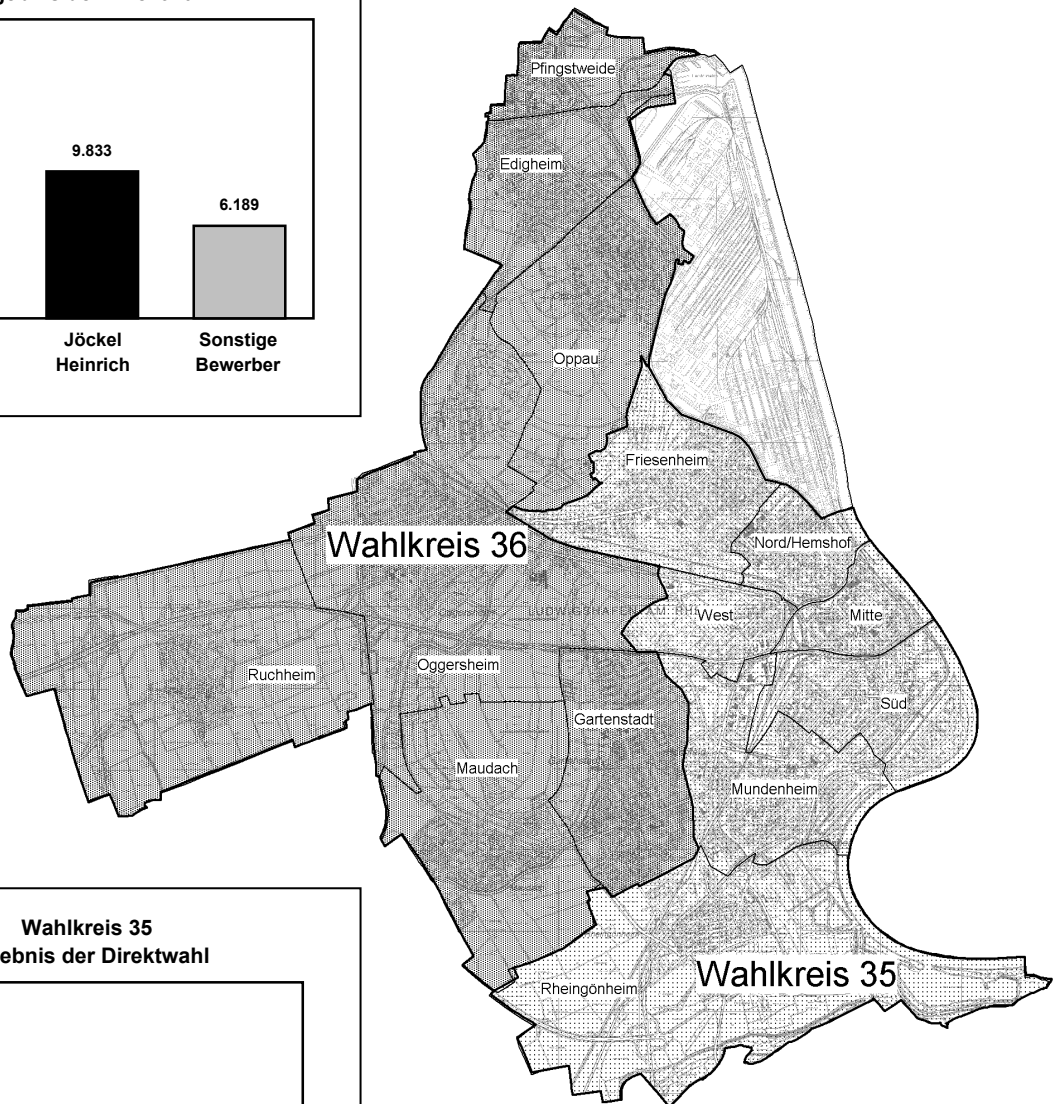 9.833
6.189
Jöckel
Heinrich
Sonstige
Bewerber
Pfingstweide
Edigheim
Oppau
Friesenheim
Nord/Hemshof
Wahlkreis 36
West
Mitte
Ruchheim
Oggersheim
Süd
Gartenstadt
Maudach
Mundenheim
Wahlkreis 35
Rheingönheim
Wahlkreis 35
ebnis der Direktwahl